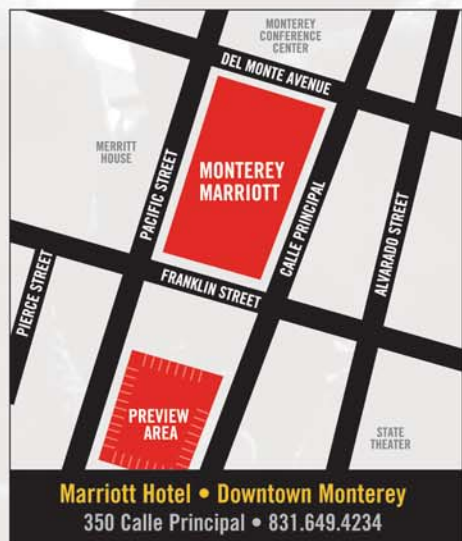 MONTEREY
CONFERENCE
CENTER
DEL MONTE AVENUE
MERRITT
HOUSE
PACIFIC STREET
MONTEREY
MARRIOTT
CALLE PRINCIPAL
ALVARADO STREET
PIERCE STREET
FRANKLIN STREET
PREVIEW
AREA
STATE
THEATER
Marriott Hotel • Downtown Monterey
350 Calle Principal • 831.649.4234